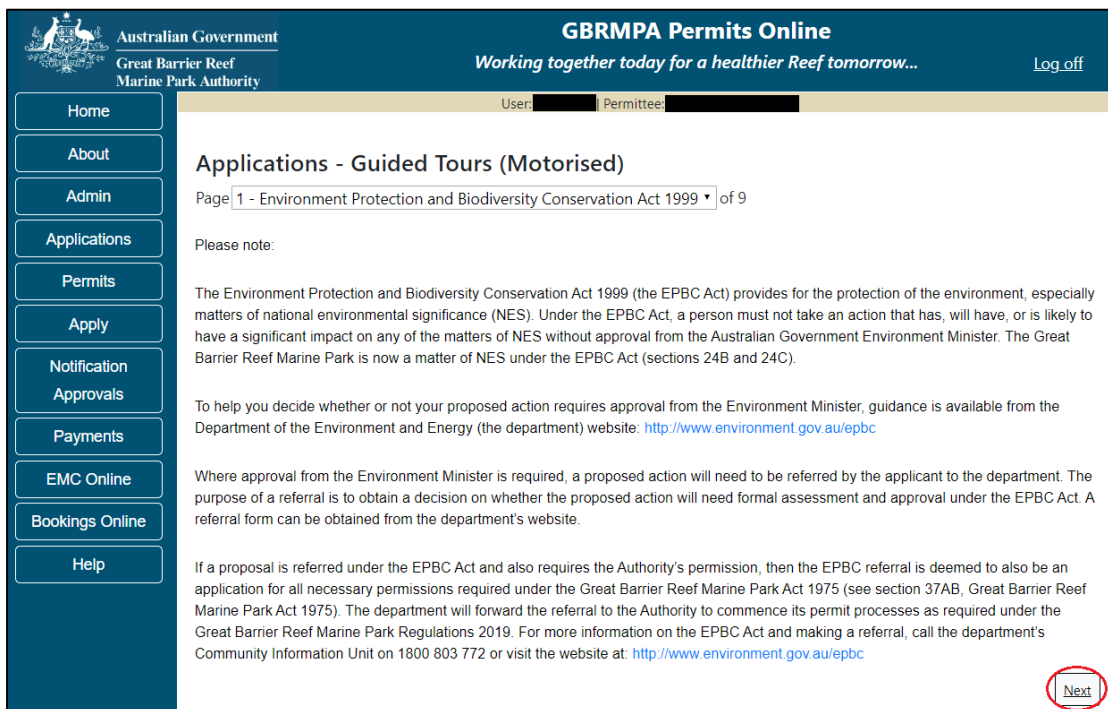 Australian Government
Great Barrier Reef
Marine Park Authority
GBRMPA Permits Online
Working together today for a healthier Reef tomorrow...
Log off
User: | Permittee:
Home
About
Admin
Applications
Permits
Apply
Notification
Approvals
Payments
EMC Online
Bookings Online
Help
Applications - Guided Tours (Motorised)
Page 1 - Environment Protection and Biodiversity Conservation Act 1999 of 9
Please note:
The Environment Protection and Biodiversity Conservation Act 1999 (the EPBC Act) provides for the protection of the environment, especially
matters of national environmental significance (NES). Under the EPBC Act, a person must not take an action that has, will have, or is likely to
have a significant impact on any of the matters of NES without approval from the Australian Government Environment Minister. The Great
Barrier Reef Marine Park is now a matter of NES under the EPBC Act (sections 24B and 24C).
To help you decide whether or not your proposed action requires approval from the Environment Minister, guidance is available from the
Department of the Environment and Energy (the department) website: http://www.environment.gov.au/epbc
Where approval from the Environment Minister is required, a proposed action will need to be referred by the applicant to the department. The
purpose of a referral is to obtain a decision on whether the proposed action will need formal assessment and approval under the EPBC Act. A
referral form can be obtained from the department's website.
If a proposal is referred under the EPBC Act and also requires the Authority's permission, then the EPBC referral is deemed to also be an
application for all necessary permissions required under the Great Barrier Reef Marine Park Act 1975 (see section 37AB, Great Barrier Reef
Marine Park Act 1975). The department will forward the referral to the Authority to commence its permit processes as required under the
Great Barrier Reef Marine Park Regulations 2019. For more information on the EPBC Act and making a referral, call the department's
Community Information Unit on 1800 803 772 or visit the website at: http://www.environment.gov.au/epbc
Next